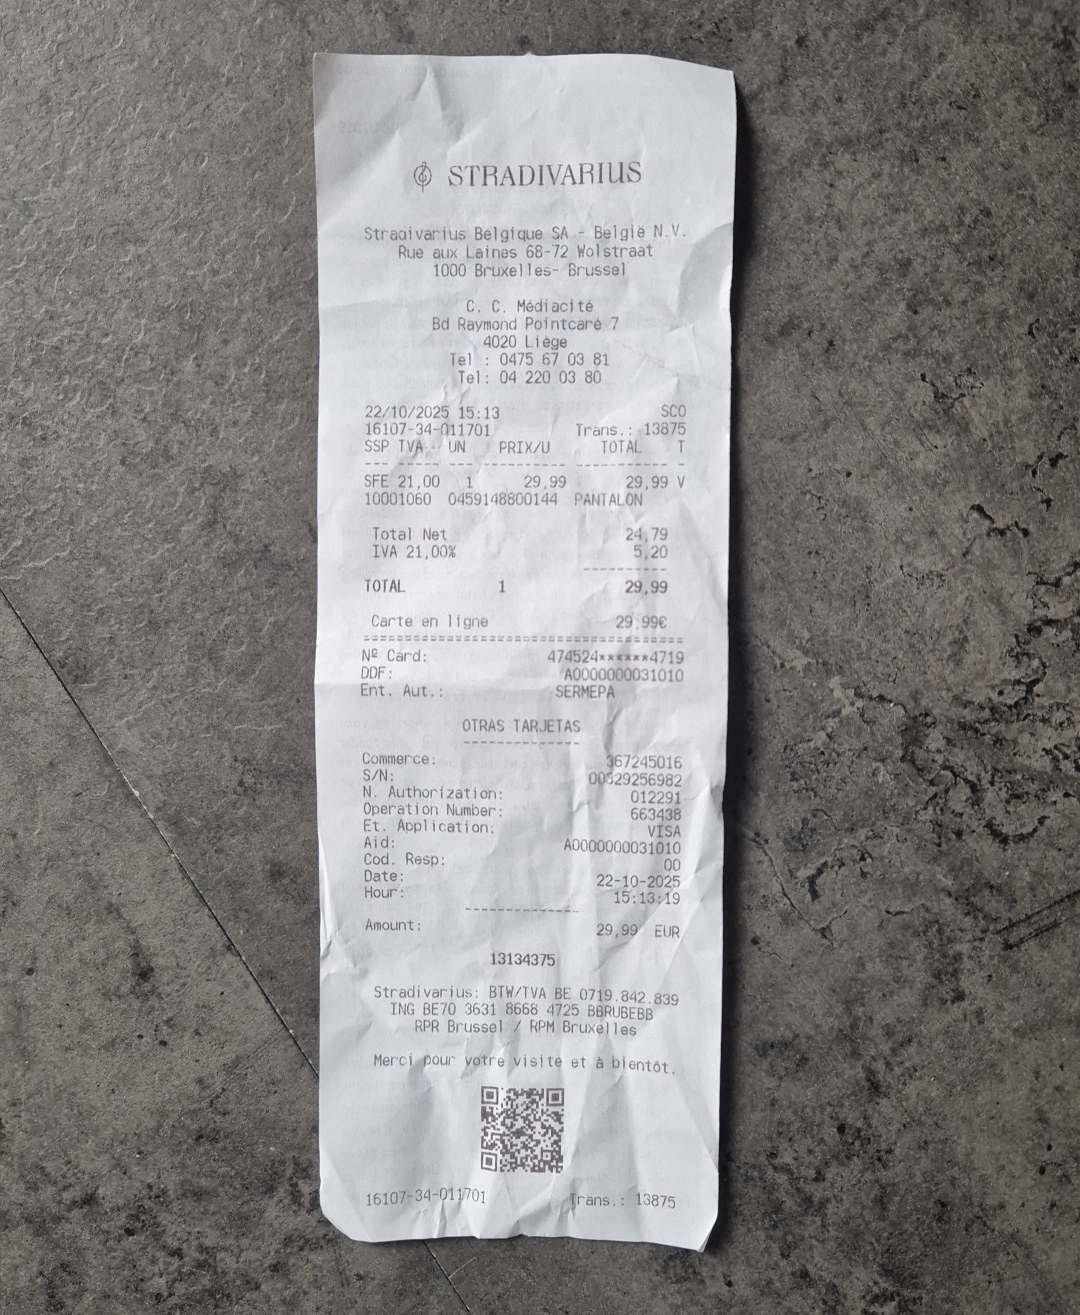 STRADIVARIUS
Stradivarius Belgique SA - België N.V.
Rue aux Laines 68-72 Wolstraat
1000 Bruxelles- Brussel
C. C. Médiacité
Bd Raymond Pointcaré 7
4020 Liège
Tel : 0475 67 03 81
Tel: 04 220 03 80
22/10/2025 15:13 SCO
16107-34-011701 Trans.: 13875
SSP TVA UN PRIX/U TOTAL T
--- ----- --- -------- ----------- -
SFE 21,00 1 29,99 29,99 V
10001060 0459148800144 PANTALON
Total Net 24,79
IVA 21,00% 5,20
----------
TOTAL 1 29,99
Carte en ligne 29,99€
======================================
Nº Card: 474524******4719
DDF: A0000000031010
Ent. Aut.: SERMEPA
OTRAS TARJETAS
--------------
Commerce: 367245016
S/N: 00329256982
N. Authorization: 012291
Operation Number: 663438
Et. Application: VISA
Aid: A0000000031010
Cod. Resp: 00
Date: 22-10-2025
Hour: 15:13:19
--------------
Amount: 29,99 EUR
13134375
Stradivarius: BTW/TVA BE 0719.842.839
ING BE70 3631 8668 4725 BBRUBEBB
RPR Brussel / RPM Bruxelles
Merci pour votre visite et à bientôt.
16107-34-011701 Trans.: 13875